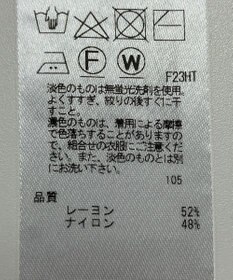 F
W
F23HT
淡色のものは無蛍光洗剤を使用。
よくすすぎ、絞りの後すぐに干
すこと。
濃色のものは、着用による摩擦
で色落ちすることがありますの
で、組合せの衣服にご注意くださ
い。また、淡色のものとは別
にお洗い下さい。
105
品質
レーヨン 52%
ナイロン 48%